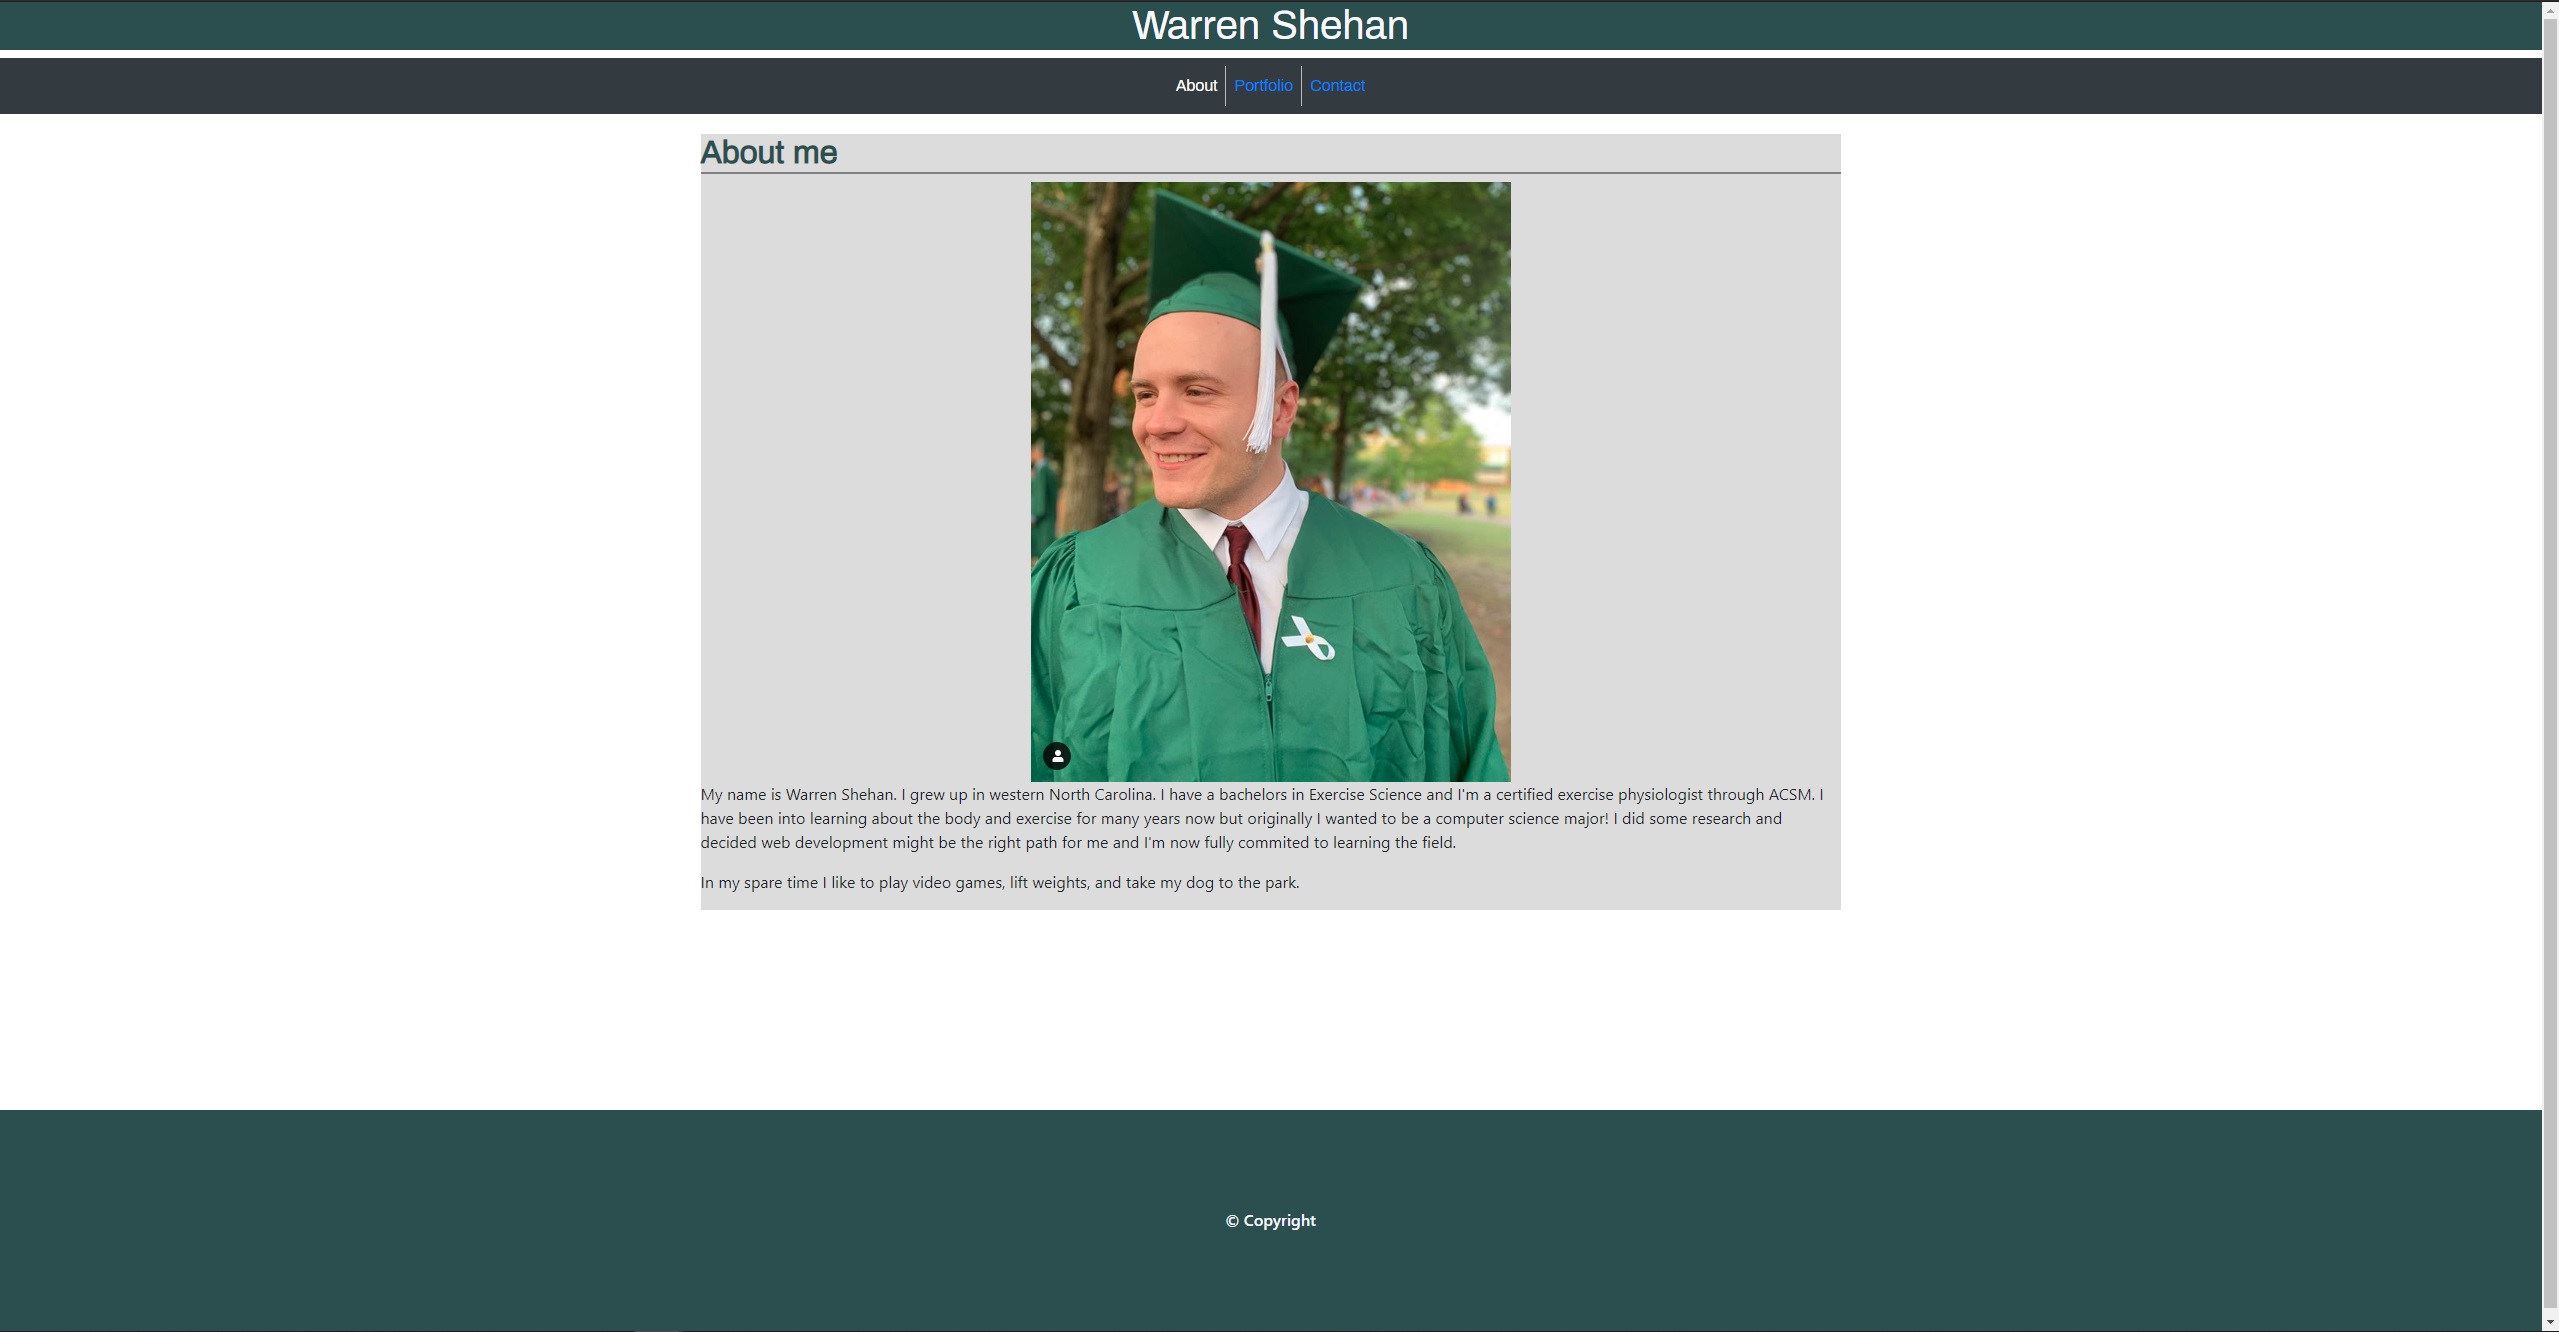 Warren Shehan
About
Portfolio
Contact
About me
My name is Warren Shehan. I grew up in western North Carolina. I have a bachelors in Exercise Science and I'm a certified exercise physiologist through ACSM. I
have been into learning about the body and exercise for many years now but originally I wanted to be a computer science major! I did some research and
decided web development might be the right path for me and I'm now fully commited to learning the field.
In my spare time I like to play video games, lift weights, and take my dog to the park.
© Copyright